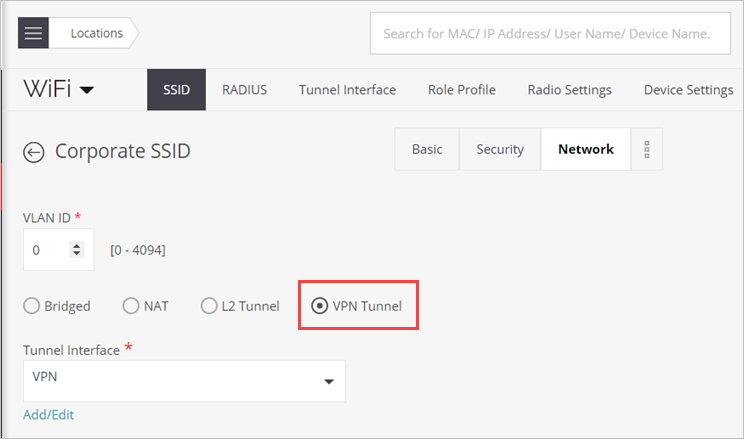 Locations
Search for MAC/ IP Address/ User Name/ Device Name.
WiFi SSID RADIUS Tunnel Interface Role Profile Radio Settings Device Settings
Corporate SSID
Basic Security Network
VLAN ID *
0 [0 - 4094]
Bridged NAT L2 Tunnel VPN Tunnel
Tunnel Interface *
VPN
Add/Edit